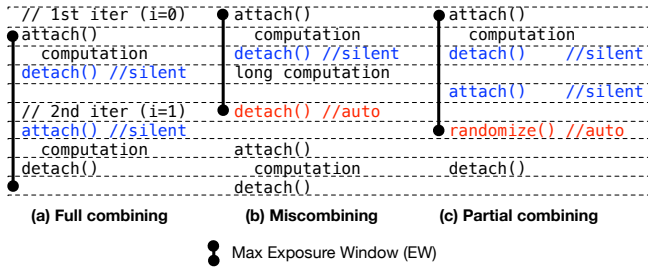 // 1st iter (i=0)
attach()
computation
detach() //silent
// 2nd iter (i=1)
attach() //silent
computation
detach()
(a) Full combining
attach()
computation
detach() //silent
long computation
detach() //auto
attach()
computation
detach()
(b) Miscombining
attach()
computation
detach() //silent
attach() //silent
randomize() //auto
detach()
(c) Partial combining
Max Exposure Window (EW)